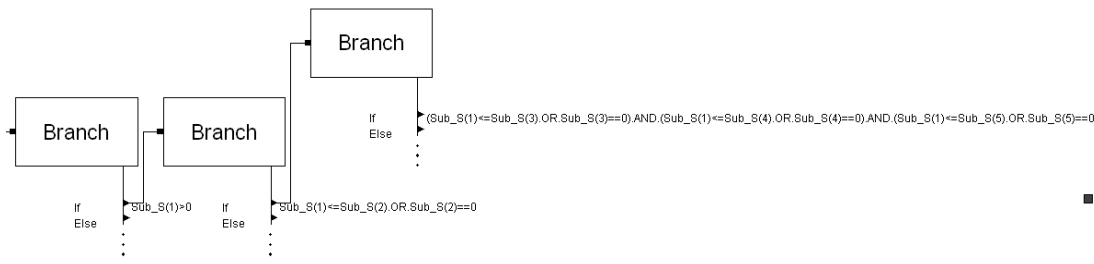 Branch
If (Sub_S(1)<=Sub_S(3).OR.Sub_S(3)==0).AND.(Sub_S(1)<=Sub_S(4).OR.Sub_S(4)==0).AND.(Sub_S(1)<=Sub_S(5).OR.Sub_S(5)==0
Else
Branch
If Sub_S(1)>0
Else
Branch
If Sub_S(1)<=Sub_S(2).OR.Sub_S(2)==0
Else